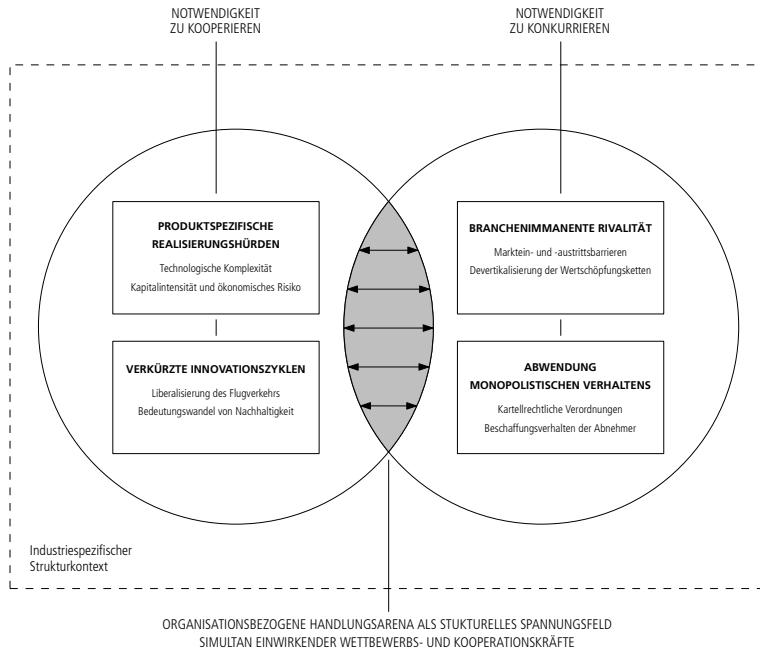 NOTWENDIGKEIT
ZU KOOPERIEREN
NOTWENDIGKEIT
ZU KONKURRIEREN
PRODUKTSPEZIFISCHE
REALISIERUNGSHÜRDEN
Technologische Komplexität
Kapitalintensität und ökonomisches Risiko
VERKÜRZTE INNOVATIONSZYKLEN
Liberalisierung des Flugverkehrs
Bedeutungswandel von Nachhaltigkeit
BRANCHENIMMANENTE RIVALITÄT
Marktein- und -austrittsbarrieren
Devertikalisierung der Wertschöpfungsketten
ABWENDUNG
MONOPOLISTISCHEN VERHALTENS
Kartellrechtliche Verordnungen
Beschaffungsverhalten der Abnehmer
Industriespezifischer
Strukturkontext
ORGANISATIONSBEZOGENE HANDLUNGSARENA ALS STUKTURELLES SPANNUNGSFELD
SIMULTAN EINWIRKENDER WETTBEWERBS- UND KOOPERATIONSKRÄFTE